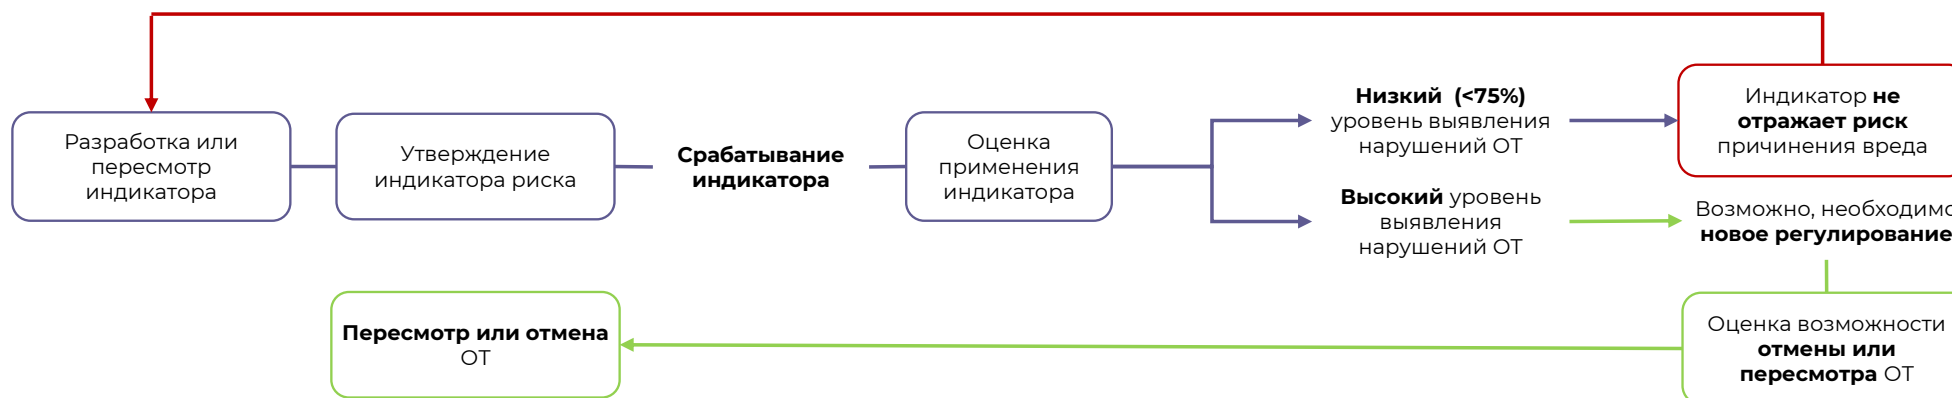 Разработка или
пересмотр
индикатора
Утверждение
индикатора риска
Срабатывание
индикатора
Оценка
применения
индикатора
Низкий (<75%)
уровень выявления
нарушений ОТ
Индикатор не
отражает риск
причинения вреда
Высокий уровень
выявления
нарушений ОТ
Возможно, необходимо
новое регулирование
Пересмотр или отмена
ОТ
Оценка возможности
отмены или
пересмотра ОТ